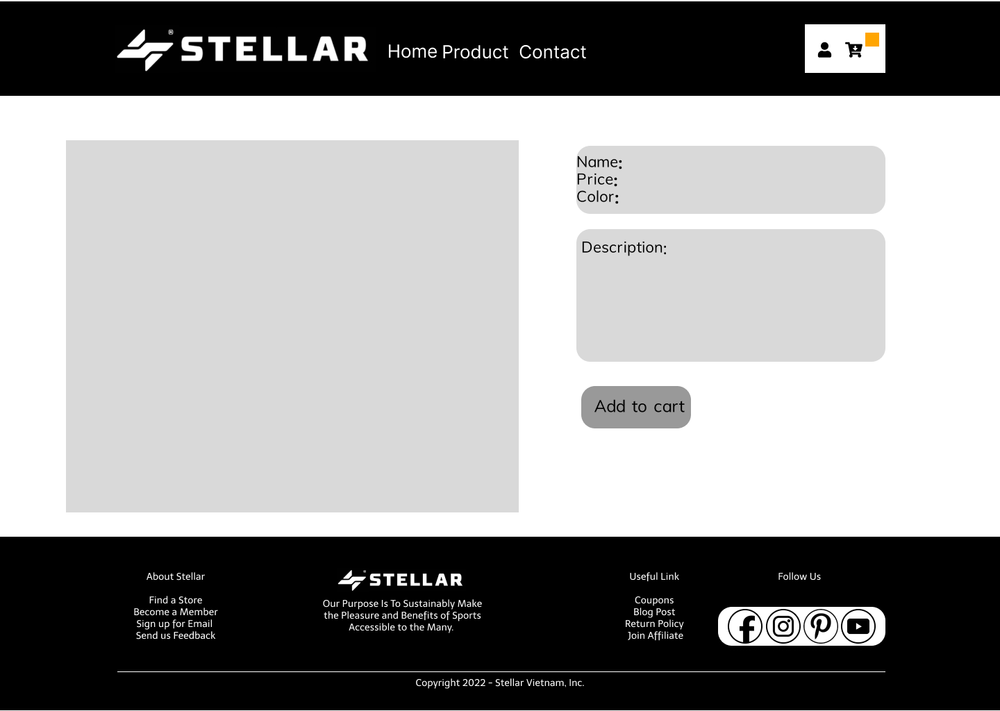 STELLAR®
Home Product Contact
Name:
Price:
Color:
Description:
Add to cart
About Stellar
Find a Store
Become a Member
Sign up for Email
Send us Feedback
STELLAR
Our Purpose Is To Sustainably Make
the Pleasure and Benefits of Sports
Accessible to the Many.
Useful Link
Coupons
Blog Post
Return Policy
Join Affiliate
Follow Us
Copyright 2022 - Stellar Vietnam, Inc.